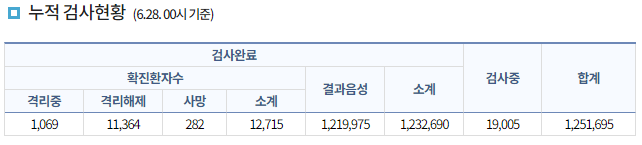 누적 검사현황 (6.28. 00시 기준)
검사완료
확진환자수
검사중 합계
결과음성 소계
격리중 격리해제 사망 소계
1,069 11,364 282 12,715 1,219,975 1,232,690 19,005 1,251,695